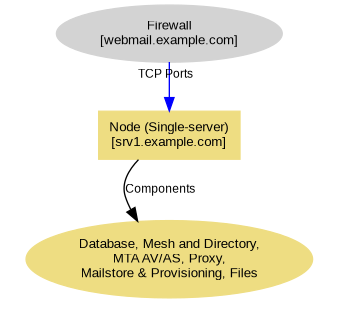 Firewall
[webmail.example.com]
TCP Ports
Node (Single-server)
[srv1.example.com]
Components
Database, Mesh and Directory,
MTA AV/AS, Proxy,
Mailstore & Provisioning, Files